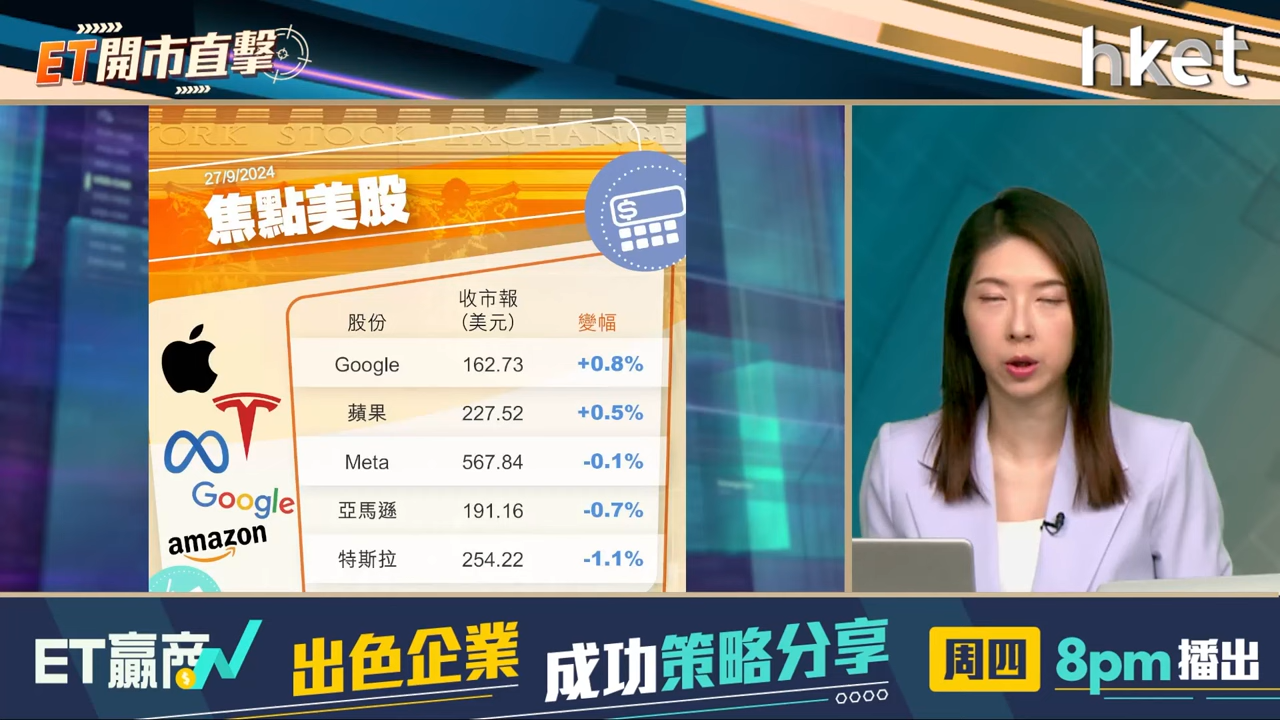 ET開市直擊
hket
ORK STOCK EXCHANGE
27/9/2024
焦點美股
$
股份 收市報(美元) 變幅
Google 162.73 +0.8%
蘋果 227.52 +0.5%
Meta 567.84 -0.1%
亞馬遜 191.16 -0.7%
特斯拉 254.22 -1.1%
Google
amazon
ET贏商
$
出色企業
成功策略分享
周四
8pm播出